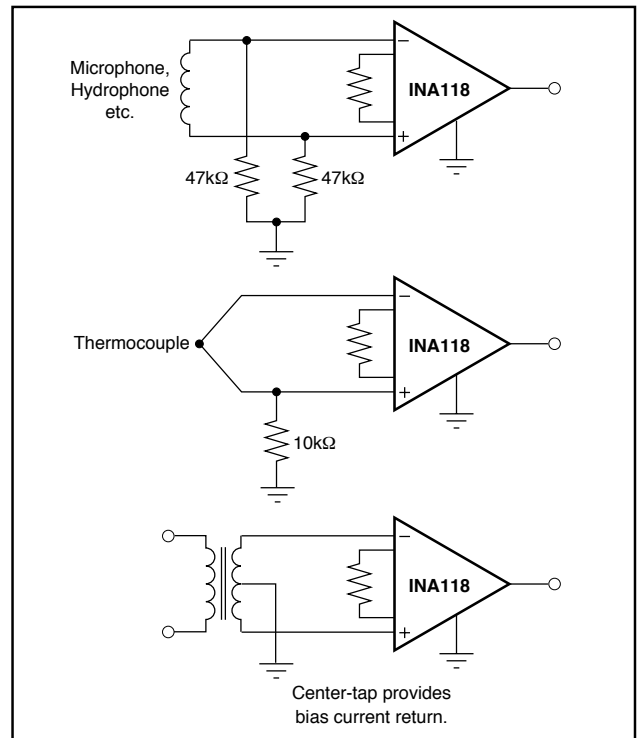 Microphone,
Hydrophone
etc.
−
INA118
+
47kΩ 47kΩ
−
Thermocouple
INA118
+
10kΩ
−
INA118
+
Center-tap provides
bias current return.